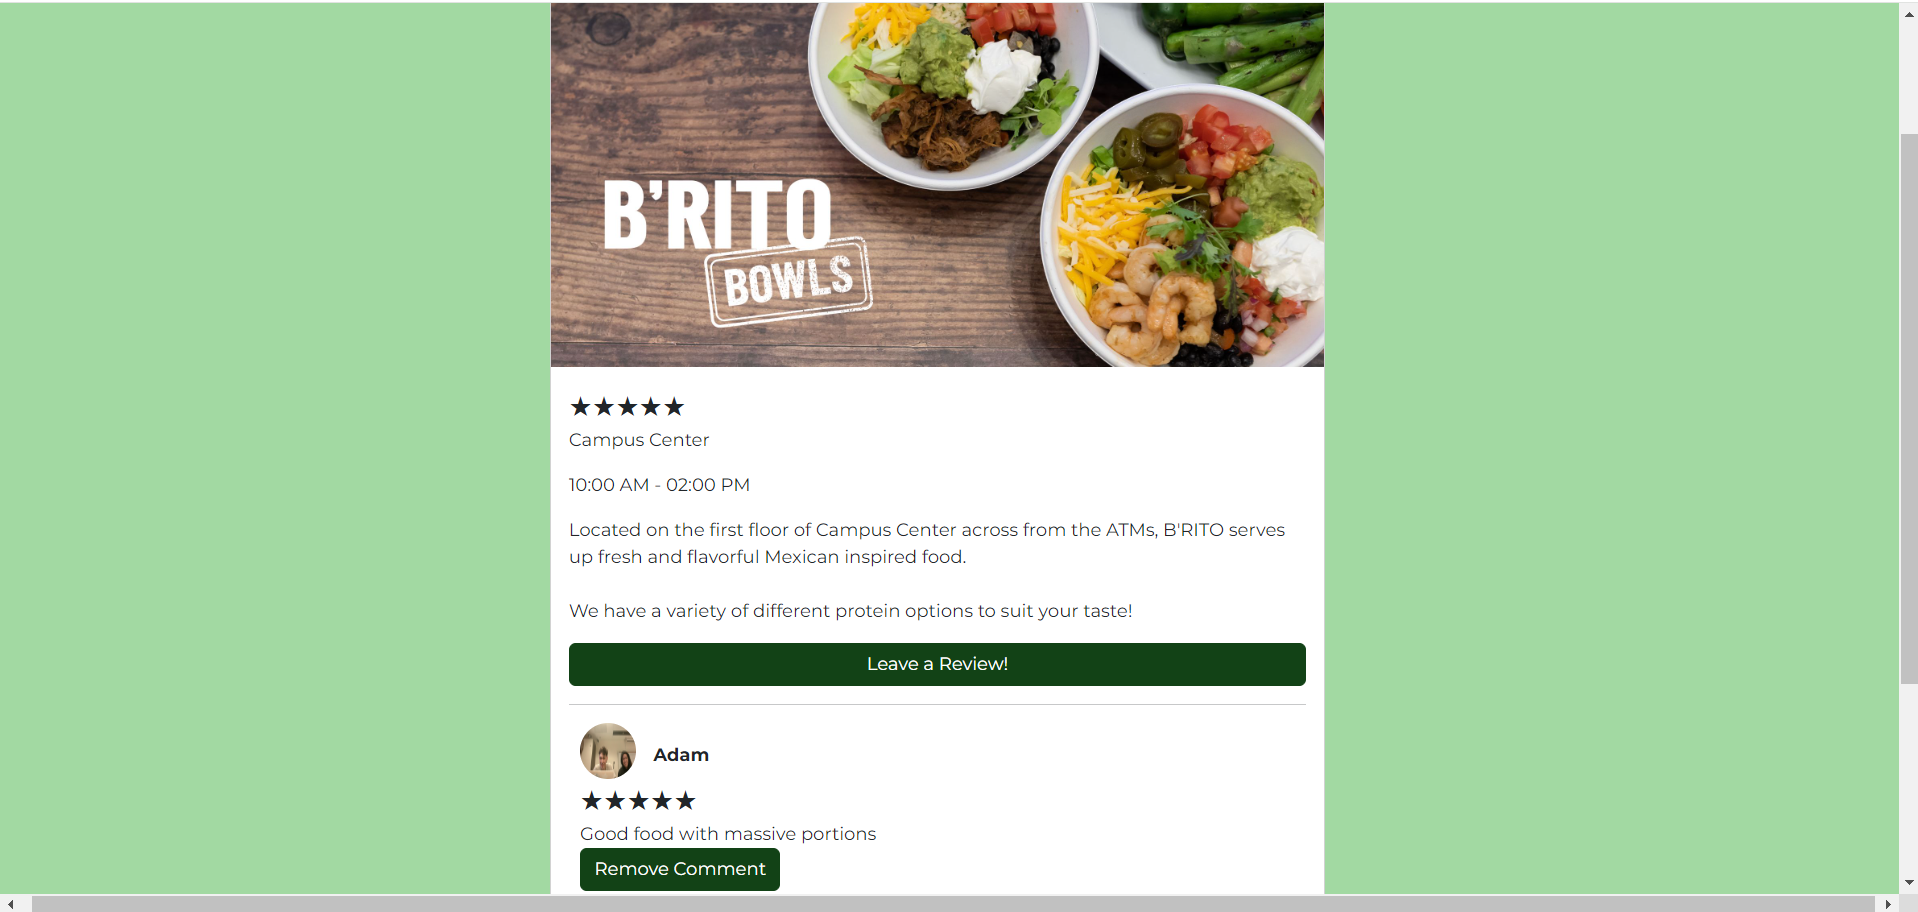 B'RITO
BOWLS
★★★★★
Campus Center
10:00 AM - 02:00 PM
Located on the first floor of Campus Center across from the ATMs, B'RITO serves
up fresh and flavorful Mexican inspired food.
We have a variety of different protein options to suit your taste!
Leave a Review!
Adam
★★★★★
Good food with massive portions
Remove Comment